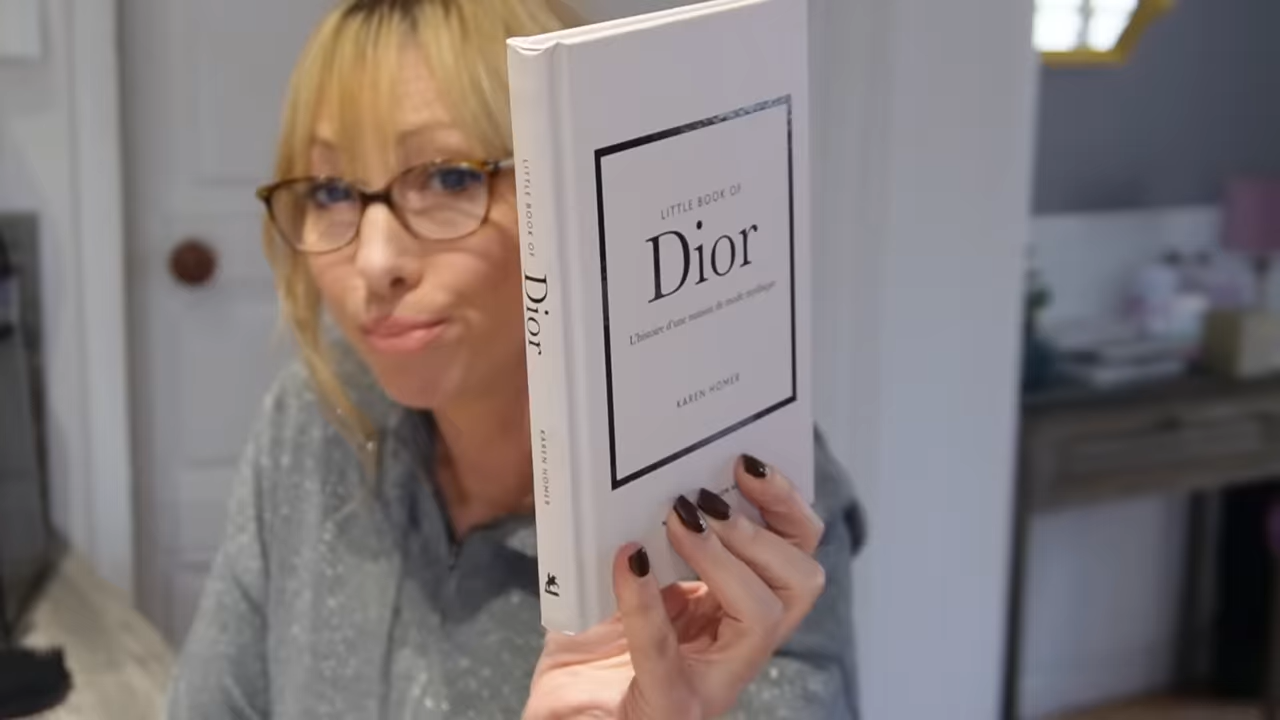 LITTLE BOOK OF
Dior
L'histoire d'une maison de mode mythique
KAREN HOMER
LITTLE BOOK OF Dior KAREN HOMER